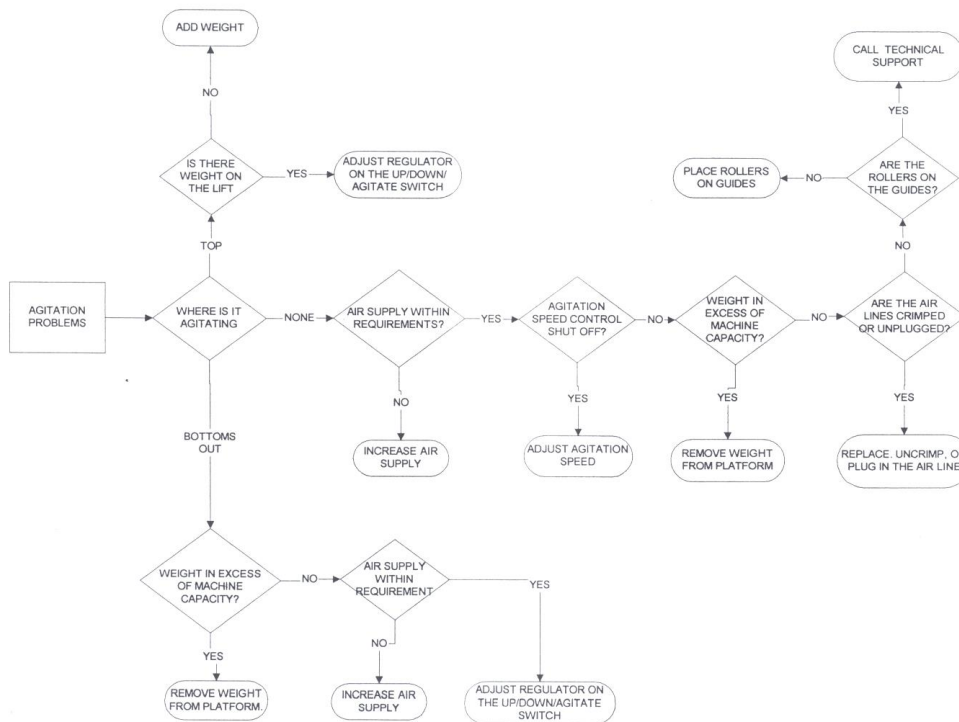 ADD WEIGHT
NO
IS THERE
WEIGHT ON
THE LIFT
YES
ADJUST REGULATOR
ON THE UP/DOWN/
AGITATE SWITCH
TOP
CALL TECHNICAL
SUPPORT
YES
ARE THE
ROLLERS ON
THE GUIDES?
NO
PLACE ROLLERS
ON GUIDES
NO
AGITATION
PROBLEMS
WHERE IS IT
AGITATING
NONE
AIR SUPPLY WITHIN
REQUIREMENTS?
YES
AGITATION
SPEED CONTROL
SHUT OFF?
NO
WEIGHT IN
EXCESS OF
MACHINE
CAPACITY?
NO
ARE THE AIR
LINES CRIMPED
OR UNPLUGGED?
NO
INCREASE AIR
SUPPLY
YES
ADJUST AGITATION
SPEED
YES
REMOVE WEIGHT
FROM PLATFORM
YES
REPLACE. UNCRIMP, O
PLUG IN THE AIR LINE
BOTTOMS
OUT
WEIGHT IN EXCESS
OF MACHINE
CAPACITY?
NO
AIR SUPPLY
WITHIN
REQUIREMENT
YES
YES
REMOVE WEIGHT
FROM PLATFORM.
NO
INCREASE AIR
SUPPLY
ADJUST REGULATOR ON
THE UP/DOWN/AGITATE
SWITCH